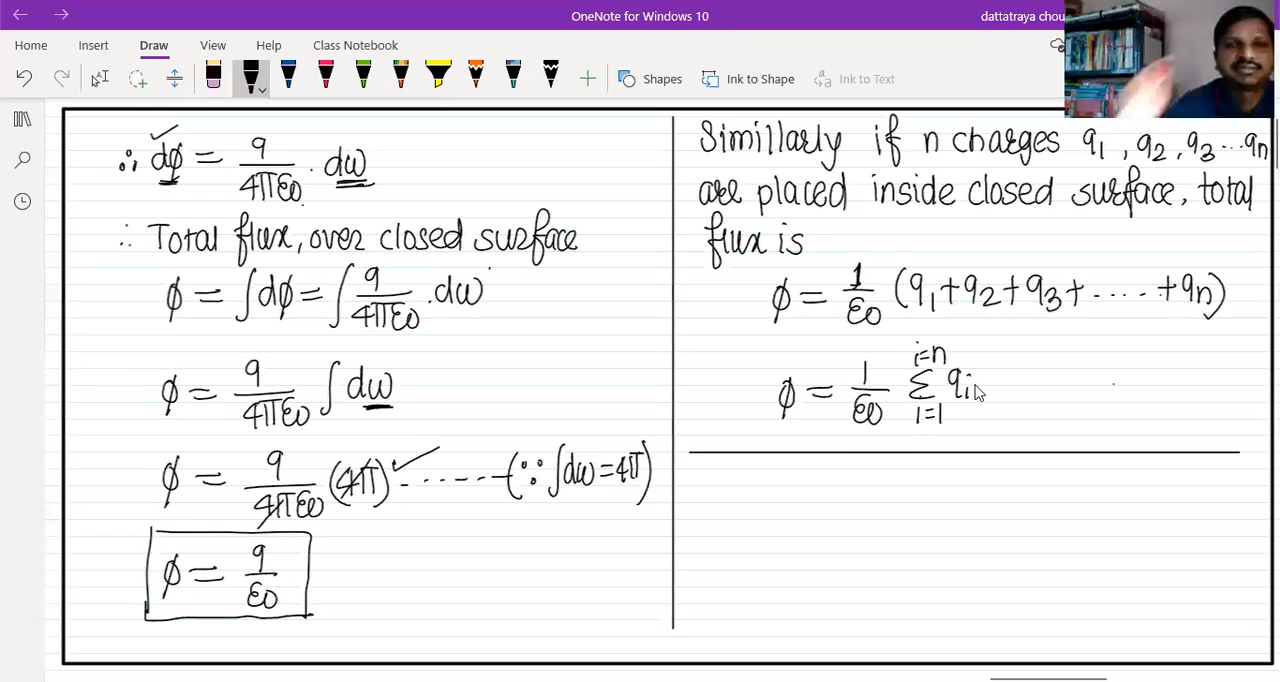 OneNote for Windows 10
dattatraya chou
Home Insert Draw View Help Class Notebook
Shapes Ink to Shape Ink to Text
∴ dϕ = q/4πε0 . dω
∴ Total flux, over closed surface
ϕ = ∫dϕ = ∫ q/4πε0 . dω
ϕ = q/4πε0 ∫ dω
ϕ = q/4πε0 (4π) ------- (∵ ∫dω = 4π)
ϕ = q/ε0
Simillarly if n charges q1, q2, q3...qn
are placed inside closed surface, total
flux is
ϕ = 1/ε0 (q1+q2+q3+.....+qn)
ϕ = 1/ε0 Σ i=1 i=n qi